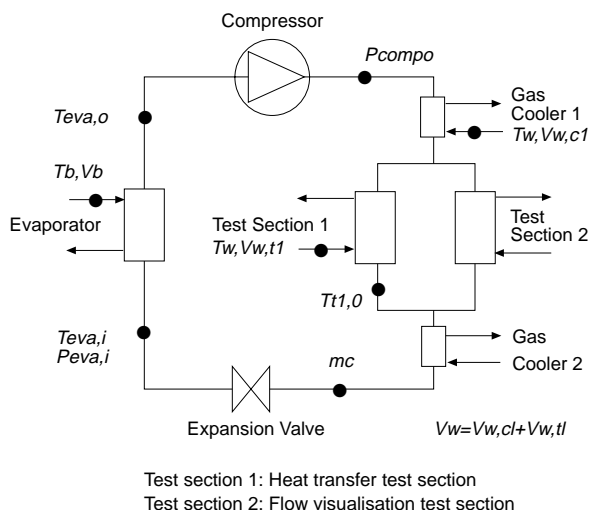 Compressor
Pcompo
Gas
Cooler 1
Tw,Vw,c1
Teva,o
Tb,Vb
Evaporator
Test Section 1
Tw,Vw,t1
Test
Section 2
Tt1,0
Teva,i
Peva,i
mc
Gas
Cooler 2
Expansion Valve
Vw=Vw,cl+Vw,tl
Test section 1: Heat transfer test section
Test section 2: Flow visualisation test section